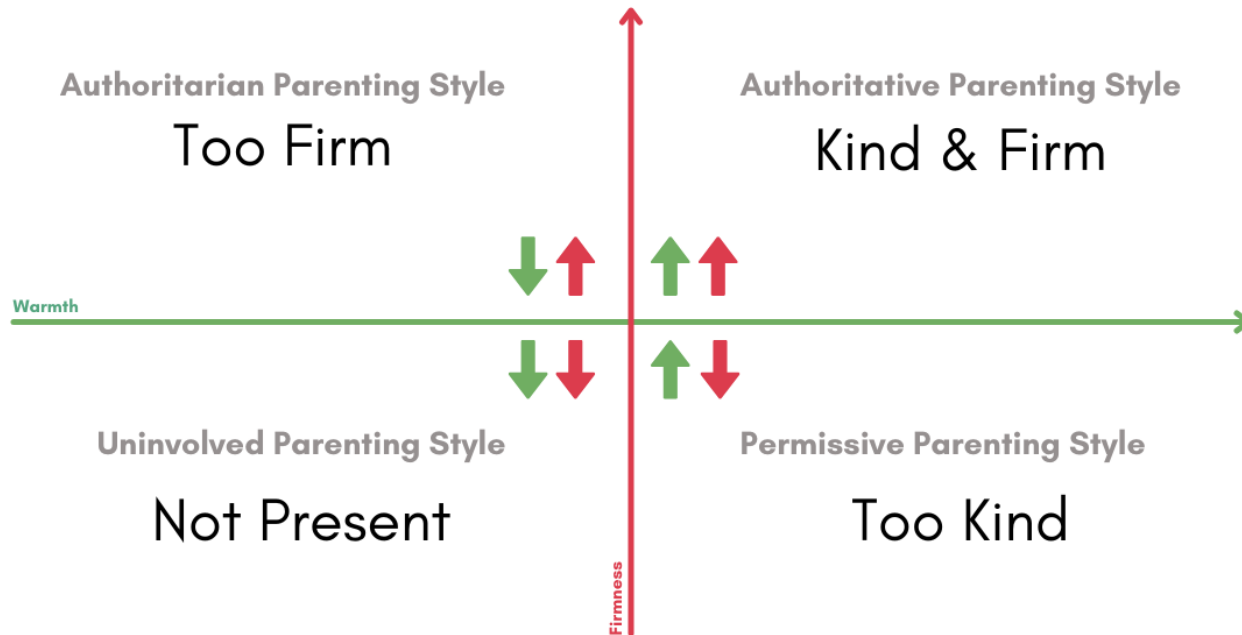 Authoritarian Parenting Style
Too Firm
Authoritative Parenting Style
Kind & Firm
Warmth
Uninvolved Parenting Style
Not Present
Permissive Parenting Style
Too Kind
Firmness